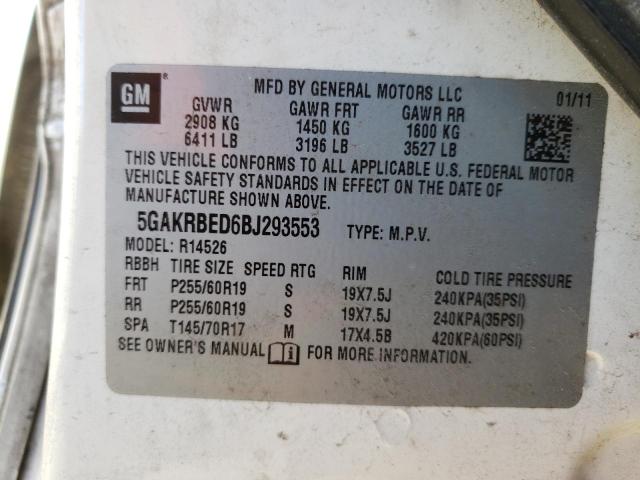 GM ®
MFD BY GENERAL MOTORS LLC 01/11
GVWR GAWR FRT GAWR RR
2908 KG 1450 KG 1600 KG
6411 LB 3196 LB 3527 LB
THIS VEHICLE CONFORMS TO ALL APPLICABLE U.S. FEDERAL MOTOR
VEHICLE SAFETY STANDARDS IN EFFECT ON THE DATE OF
MANUFACTURE SHOWN ABOVE.
5GAKRBED6BJ293553 TYPE: M.P.V.
MODEL: R14526
RBBH TIRE SIZE SPEED RTG RIM COLD TIRE PRESSURE
FRT P255/60R19 S 19X7.5J 240KPA(35PSI)
RR P255/60R19 S 19X7.5J 240KPA(35PSI)
SPA T145/70R17 M 17X4.5B 420KPA(60PSI)
SEE OWNER'S MANUAL FOR MORE INFORMATION.